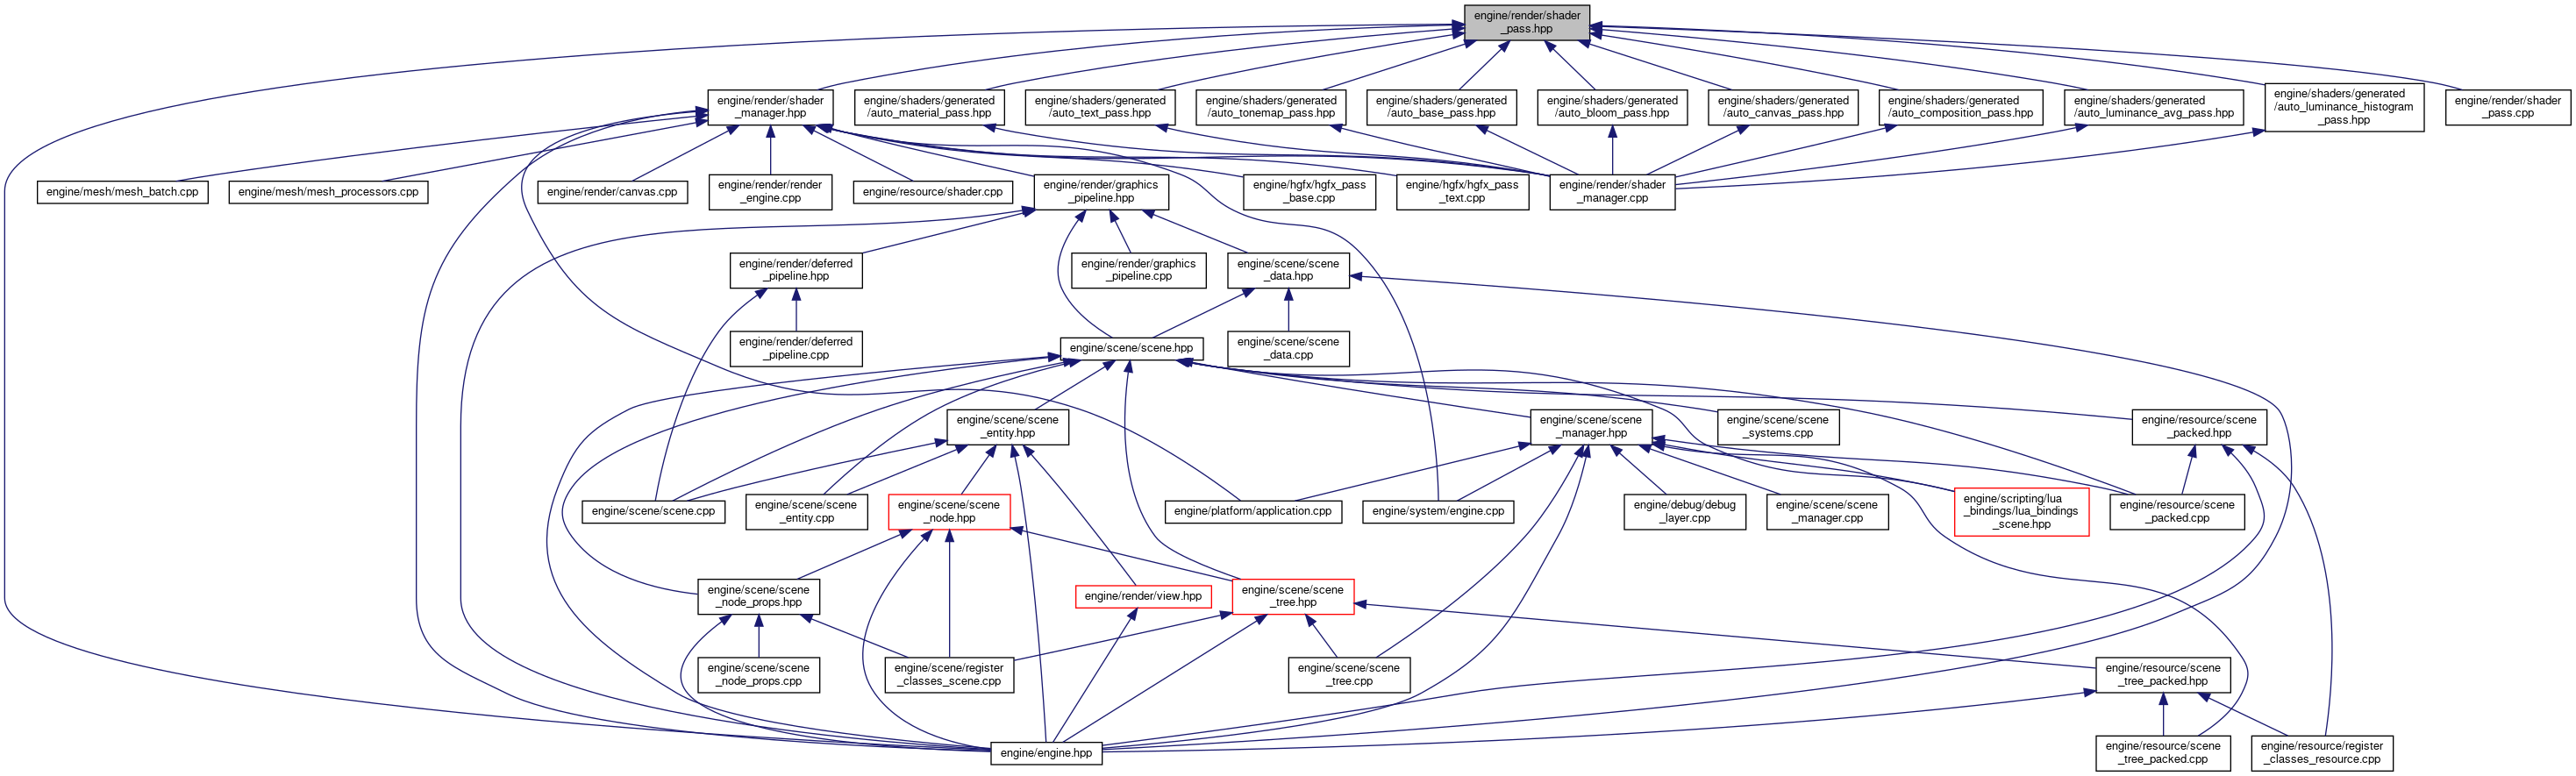 engine/render/shader
_pass.hpp
engine/render/shader
_manager.hpp
engine/shaders/generated
/auto_material_pass.hpp
engine/shaders/generated
/auto_text_pass.hpp
engine/shaders/generated
/auto_tonemap_pass.hpp
engine/shaders/generated
/auto_base_pass.hpp
engine/shaders/generated
/auto_bloom_pass.hpp
engine/shaders/generated
/auto_canvas_pass.hpp
engine/shaders/generated
/auto_composition_pass.hpp
engine/shaders/generated
/auto_luminance_avg_pass.hpp
engine/shaders/generated
/auto_luminance_histogram
_pass.hpp
engine/render/shader
_pass.cpp
engine/mesh/mesh_batch.cpp
engine/mesh/mesh_processors.cpp
engine/render/canvas.cpp
engine/render/render
_engine.cpp
engine/resource/shader.cpp
engine/render/graphics
_pipeline.hpp
engine/hgfx/hgfx_pass
_base.cpp
engine/hgfx/hgfx_pass
_text.cpp
engine/render/shader
_manager.cpp
engine/render/deferred
_pipeline.hpp
engine/render/graphics
_pipeline.cpp
engine/scene/scene
_data.hpp
engine/render/deferred
_pipeline.cpp
engine/scene/scene.hpp
engine/scene/scene
_data.cpp
engine/scene/scene
_entity.hpp
engine/scene/scene
_manager.hpp
engine/scene/scene
_systems.cpp
engine/resource/scene
_packed.hpp
engine/scene/scene.cpp
engine/scene/scene
_entity.cpp
engine/scene/scene
_node.hpp
engine/platform/application.cpp
engine/system/engine.cpp
engine/debug/debug
_layer.cpp
engine/scene/scene
_manager.cpp
engine/scripting/lua
_bindings/lua_bindings
_scene.hpp
engine/resource/scene
_packed.cpp
engine/scene/scene
_node_props.hpp
engine/render/view.hpp
engine/scene/scene
_tree.hpp
engine/scene/scene
_node_props.cpp
engine/scene/register
_classes_scene.cpp
engine/scene/scene
_tree.cpp
engine/resource/scene
_tree_packed.hpp
engine/engine.hpp
engine/resource/scene
_tree_packed.cpp
engine/resource/register
_classes_resource.cpp